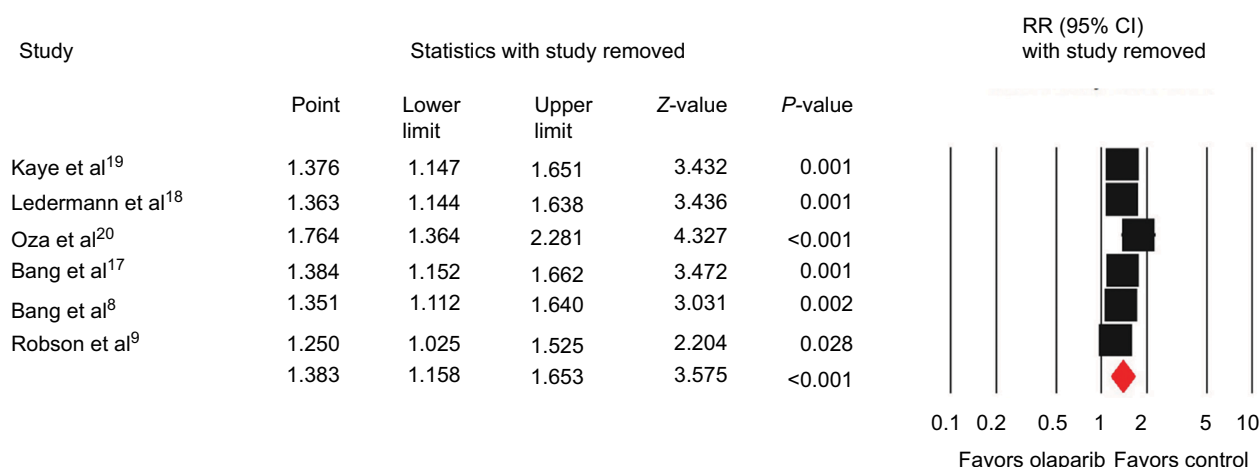 Study Statistics with study removed RR (95% CI)
with study removed
Point Lower limit Upper limit Z-value P-value
Kaye et al19 1.376 1.147 1.651 3.432 0.001
Ledermann et al18 1.363 1.144 1.638 3.436 0.001
Oza et al20 1.764 1.364 2.281 4.327 <0.001
Bang et al17 1.384 1.152 1.662 3.472 0.001
Bang et al8 1.351 1.112 1.640 3.031 0.002
Robson et al9 1.250 1.025 1.525 2.204 0.028
1.383 1.158 1.653 3.575 <0.001
0.1 0.2 0.5 1 2 5 10
Favors olaparib Favors control